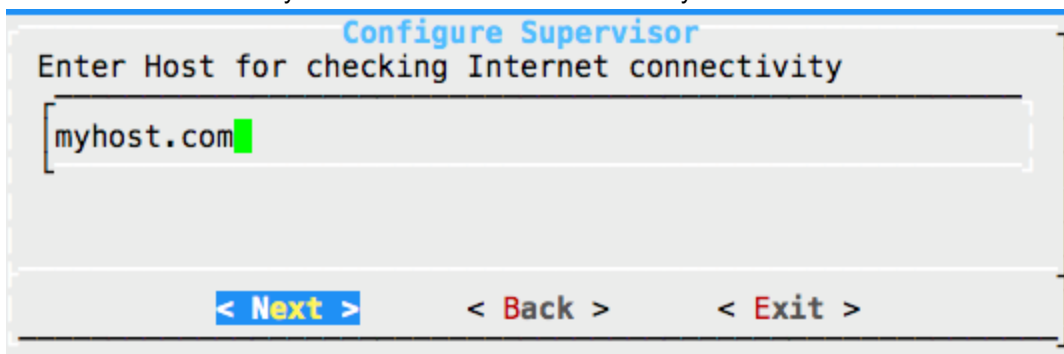 Configure Supervisor
Enter Host for checking Internet connectivity
myhost.com
< Next > < Back > < Exit >